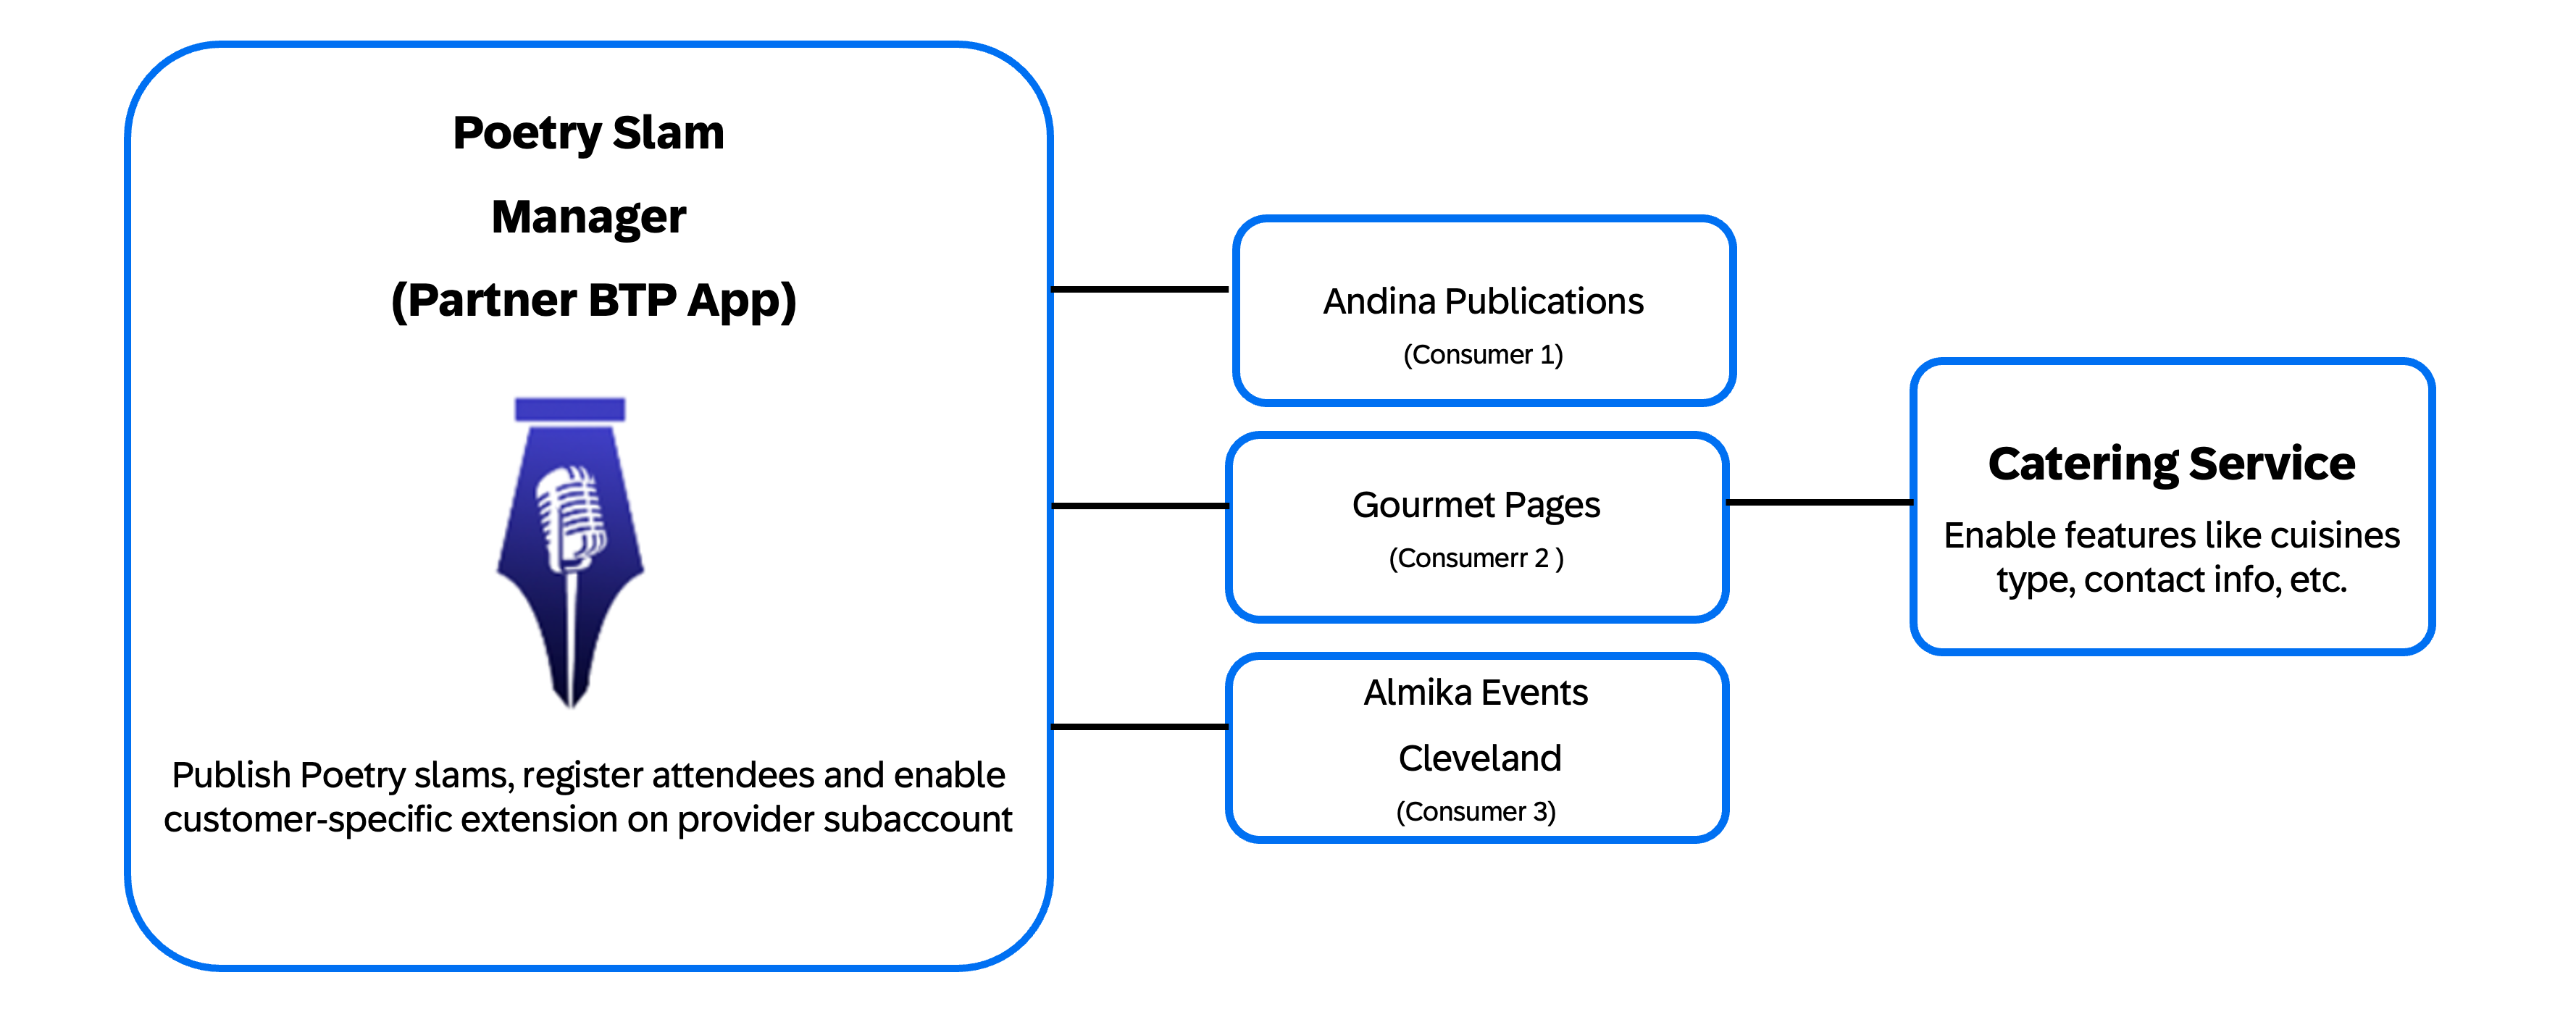 Poetry Slam
Manager
(Partner BTP App)
Publish Poetry slams, register attendees and enable
customer-specific extension on provider subaccount
Andina Publications
(Consumer 1)
Gourmet Pages
(Consumerr 2 )
Almika Events
Cleveland
(Consumer 3)
Catering Service
Enable features like cuisines
type, contact info, etc.